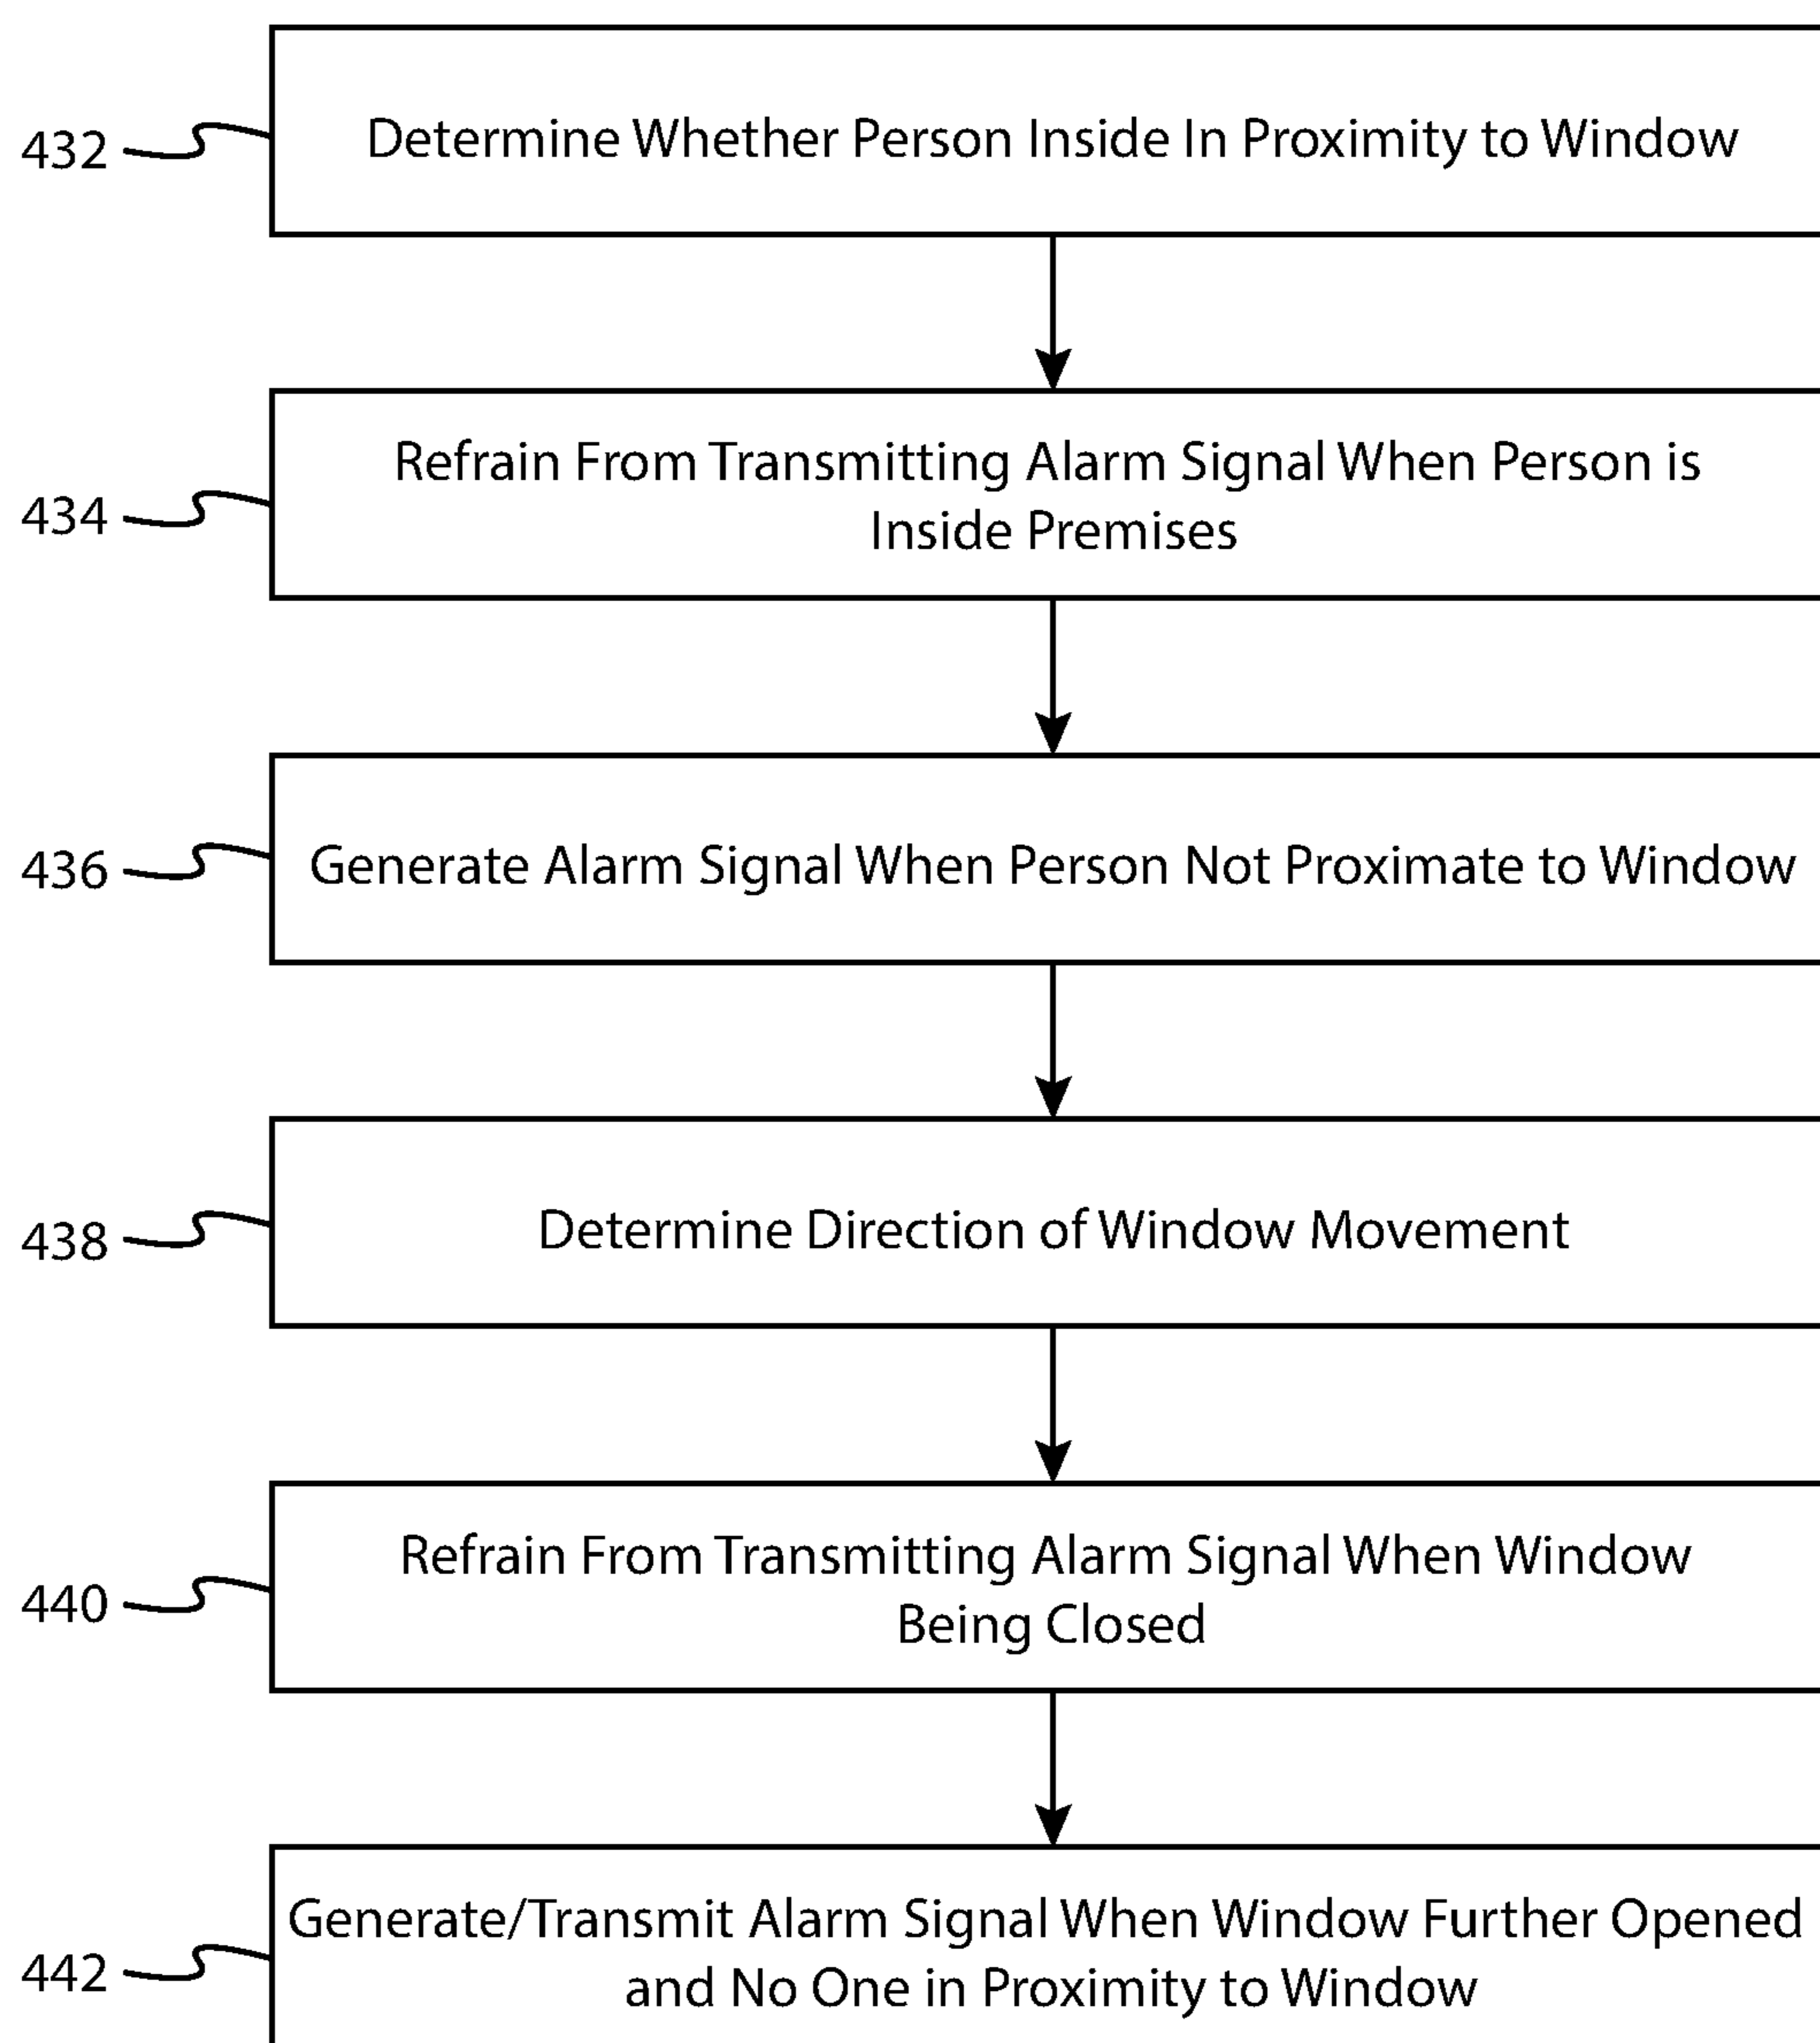 432
Determine Whether Person Inside In Proximity to Window
434
Refrain From Transmitting Alarm Signal When Person is
Inside Premises
436
Generate Alarm Signal When Person Not Proximate to Window
438
Determine Direction of Window Movement
440
Refrain From Transmitting Alarm Signal When Window
Being Closed
442
Generate/Transmit Alarm Signal When Window Further Opened
and No One in Proximity to Window